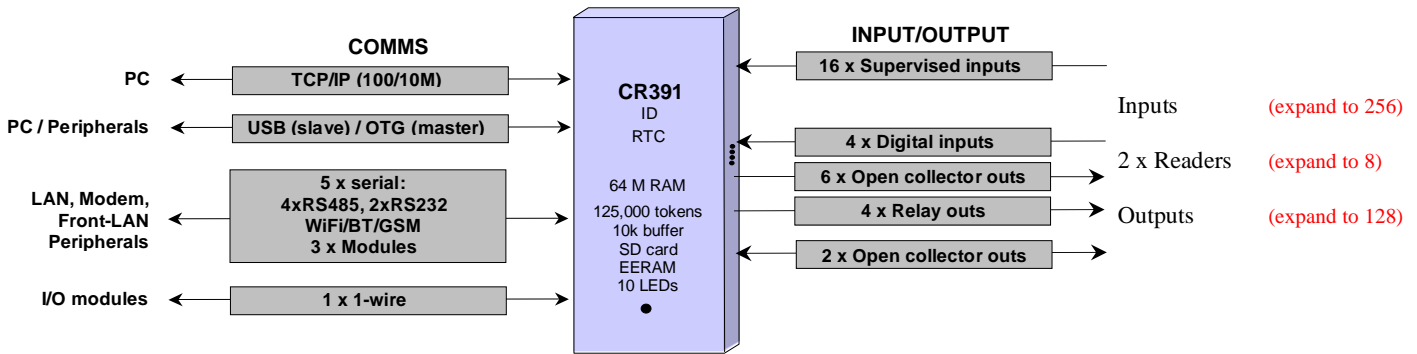 COMMS
PC
TCP/IP (100/10M)
PC / Peripherals
USB (slave) / OTG (master)
LAN, Modem,
Front-LAN
Peripherals
5 x serial:
4xRS485, 2xRS232
WiFi/BT/GSM
3 x Modules
I/O modules
1 x 1-wire
CR391
ID
RTC
64 M RAM
125,000 tokens
10k buffer
SD card
EERAM
10 LEDs
INPUT/OUTPUT
16 x Supervised inputs
4 x Digital inputs
6 x Open collector outs
4 x Relay outs
2 x Open collector outs
Inputs (expand to 256)
2 x Readers (expand to 8)
Outputs (expand to 128)